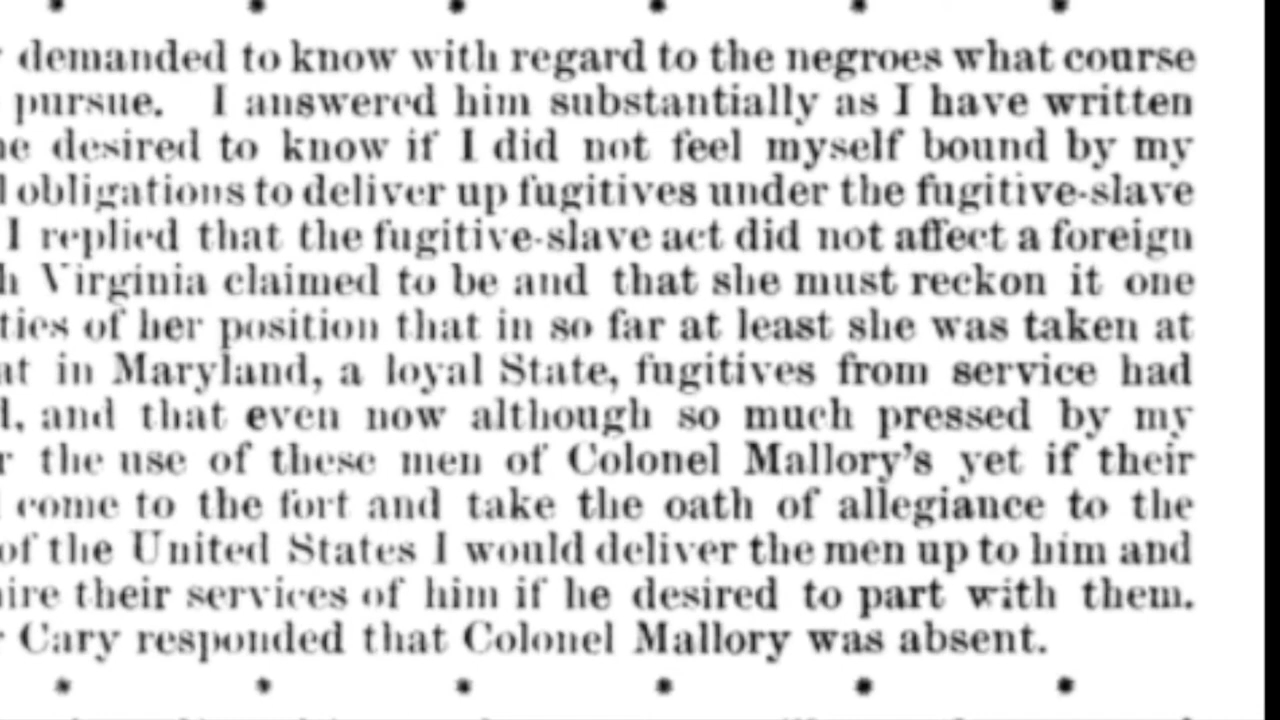 demanded to know with regard to the negroes what course
pursue. I answered him substantially as I have written
desired to know if I did not feel myself bound by my
obligations to deliver up fugitives under the fugitive-slave
I replied that the fugitive-slave act did not affect a foreign
Virginia claimed to be and that she must reckon it one
of her position that in so far at least she was taken at
in Maryland, a loyal State, fugitives from service had
and that even now although so much pressed by my
the use of these men of Colonel Mallory's yet if their
come to the fort and take the oath of allegiance to the
of the United States I would deliver the men up to him and
their services of him if he desired to part with them.
Cary responded that Colonel Mallory was absent.